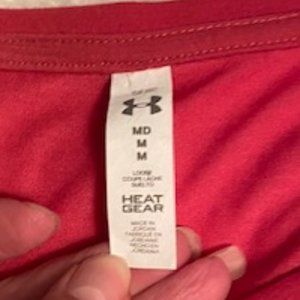 MD
M
M
LOOSE
COUPE LÂCHE
SUELTO
HEAT
GEAR
MADE IN
JORDAN
FABRIQUÉ EN
JORDANIE
HECHO EN
JORDANIA